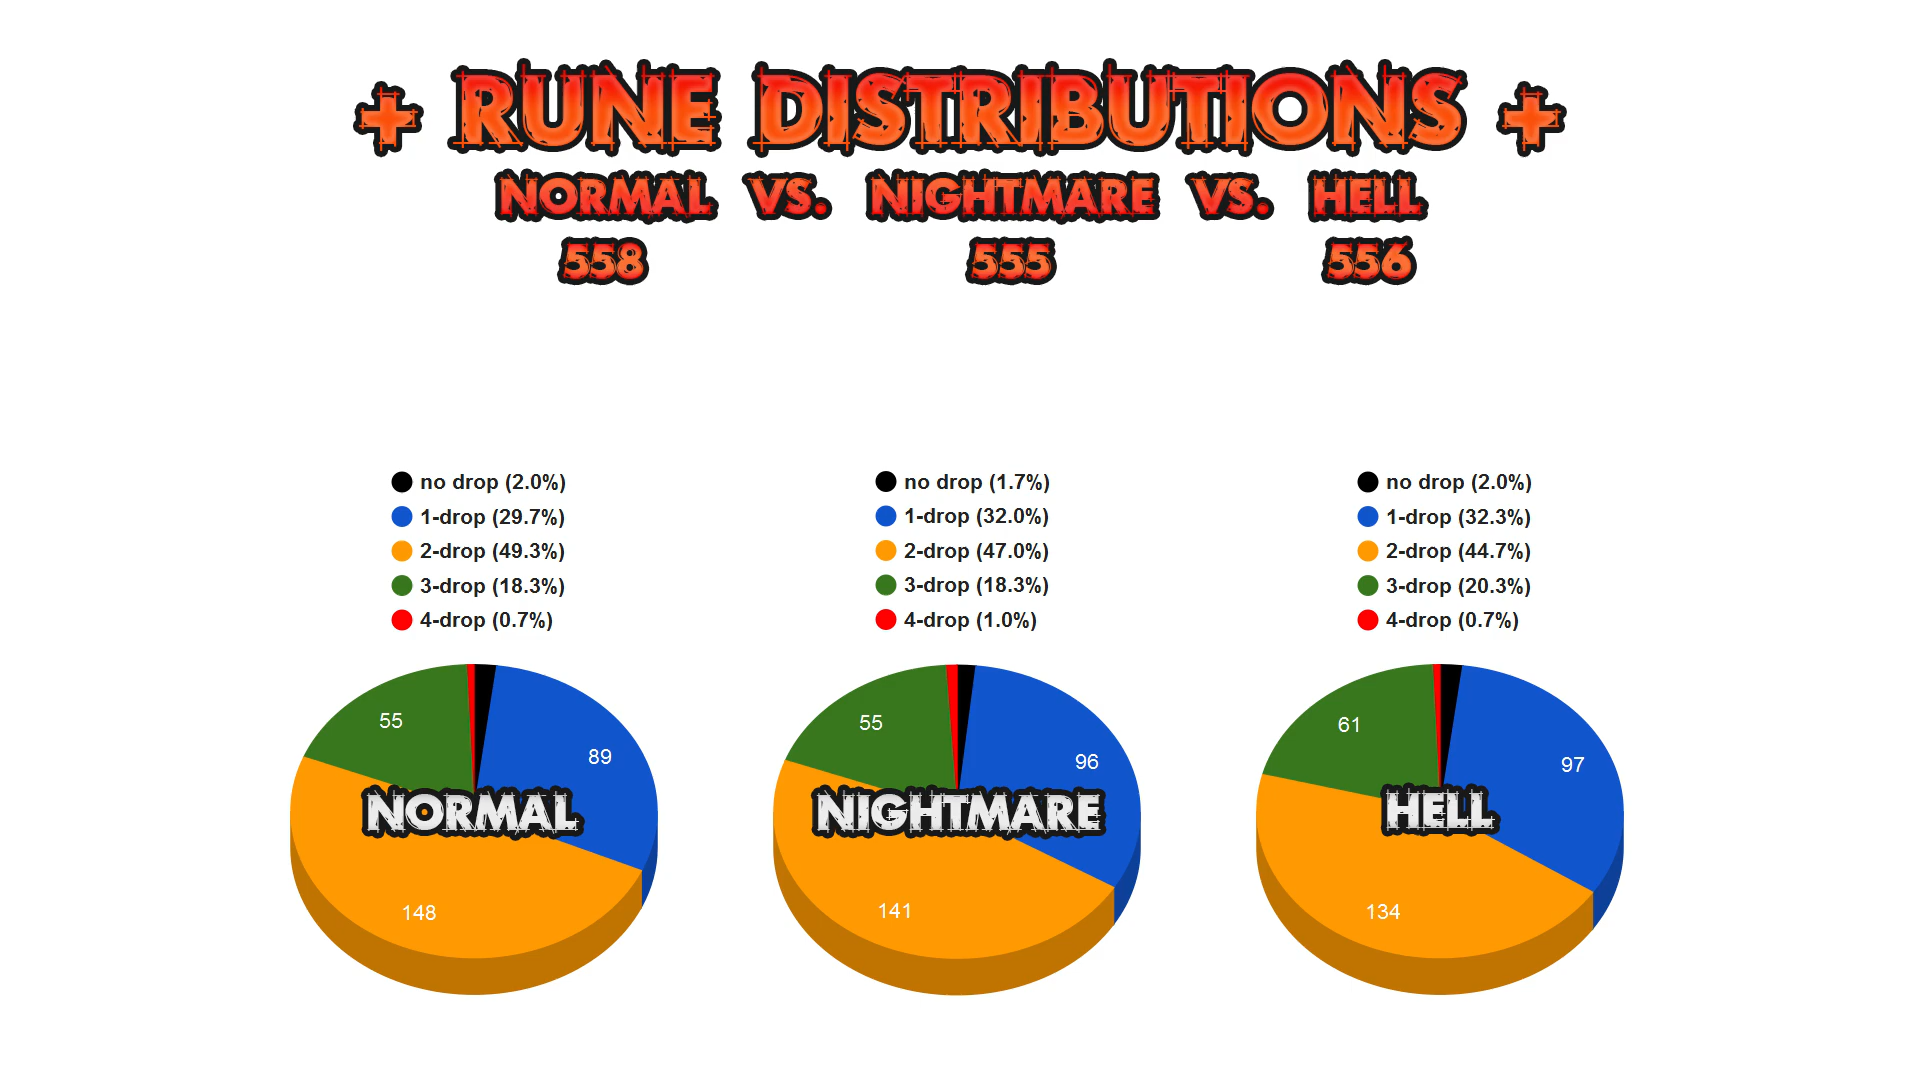 + RUNE DISTRIBUTIONS +
NORMAL VS. NIGHTMARE VS. HELL
558 555 556
no drop (2.0%)
1-drop (29.7%)
2-drop (49.3%)
3-drop (18.3%)
4-drop (0.7%)
no drop (1.7%)
1-drop (32.0%)
2-drop (47.0%)
3-drop (18.3%)
4-drop (1.0%)
no drop (2.0%)
1-drop (32.3%)
2-drop (44.7%)
3-drop (20.3%)
4-drop (0.7%)
55
89
NORMAL
148
55
96
NIGHTMARE
141
61
97
HELL
134